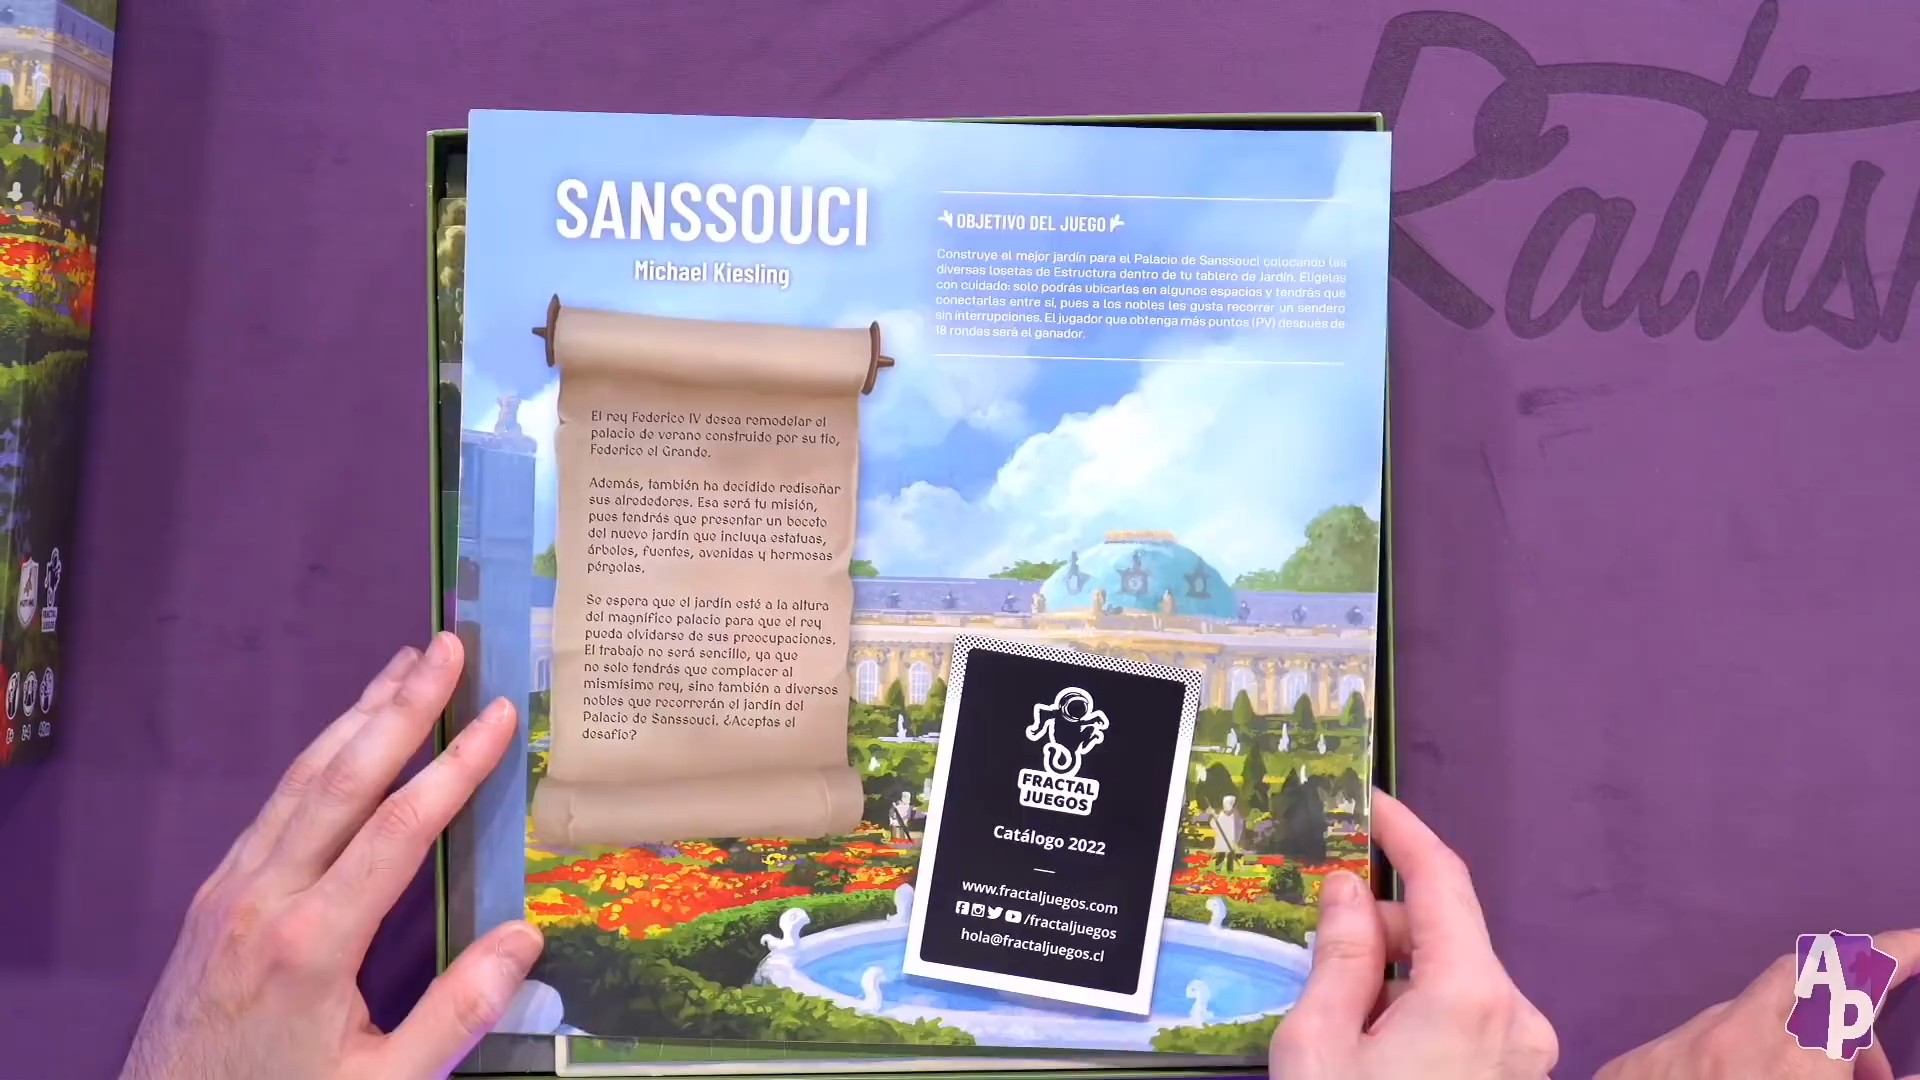 SANSSOUCI
Michael Kiesling
El rey Federico IV desea remodelar el
palacio de verano construido por su tío,
Federico el Grande.
Además, también ha decidido rediseñar
sus alrededores. Esa será tu misión,
pues tendrás que presentar un boceto
del nuevo jardín que incluya estatuas,
árboles, fuentes, avenidas y hermosas
pérgolas.
Se espera que el jardín esté a la altura
del magnífico palacio para que el rey
pueda olvidarse de sus preocupaciones.
El trabajo no será sencillo, ya que
no solo tendrás que complacer al
mismísimo rey, sino también a diversos
nobles que recorrerán el jardín del
Palacio de Sanssouci. ¿Aceptas el
desafío?
OBJETIVO DEL JUEGO
Construye el mejor jardín para el Palacio de Sanssouci colocando las
diversas losetas de Estructura dentro de tu tablero de Jardín. Elígelas
con cuidado: solo podrás ubicarlas en algunos espacios y tendrás que
conectarlas entre sí, pues a los nobles les gusta recorrer un sendero
sin interrupciones. El jugador que obtenga más puntos (PV) después de
18 rondas será el ganador.
FRACTAL
JUEGOS
Catálogo 2022
www.fractaljuegos.com
/fractaljuegos
hola@fractaljuegos.cl
FRACTAL
JUEGOS
AP